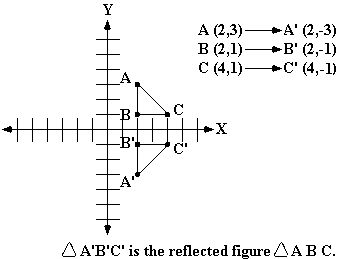 Y
A (2,3) → A' (2,-3)
B (2,1) → B' (2,-1)
C (4,1) → C' (4,-1)
A
B
C
X
B'
C'
A'
△ A'B'C' is the reflected figure △ A B C.